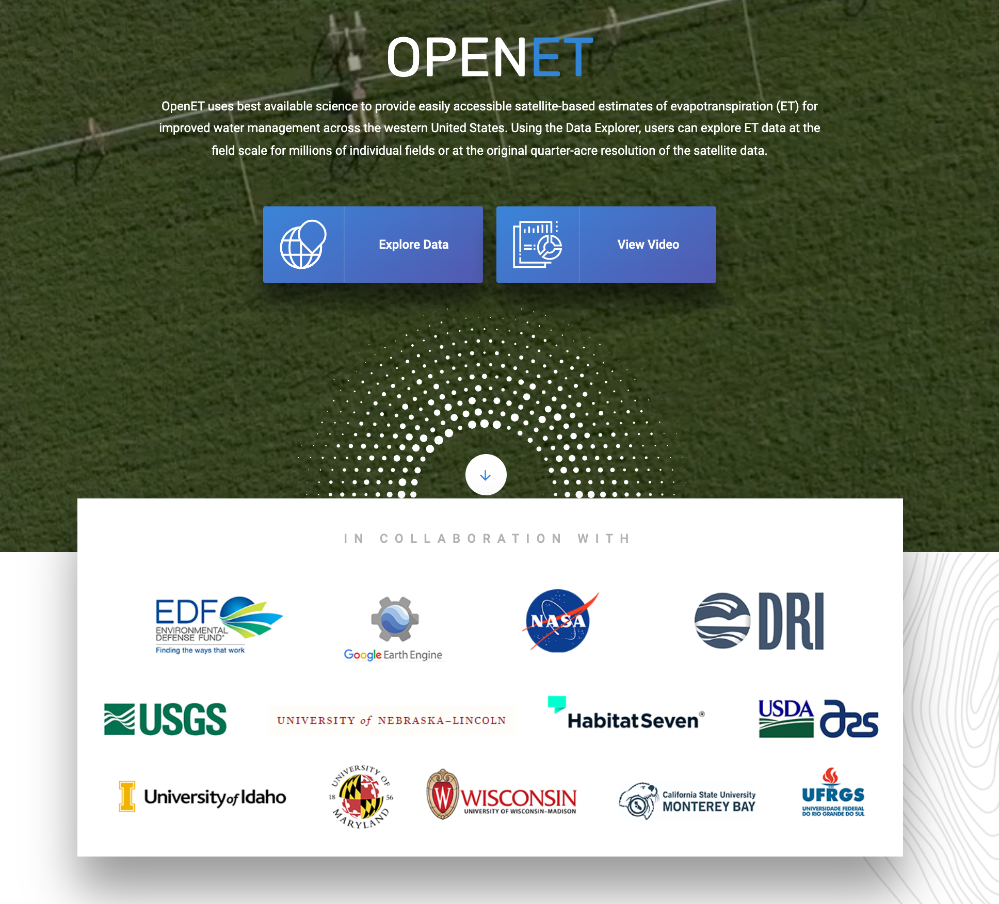 OPENET
OpenET uses best available science to provide easily accessible satellite-based estimates of evapotranspiration (ET) for
improved water management across the western United States. Using the Data Explorer, users can explore ET data at the
field scale for millions of individual fields or at the original quarter-acre resolution of the satellite data.
Explore Data
View Video
IN COLLABORATION WITH
EDF
ENVIRONMENTAL
DEFENSE FUND®
Finding the ways that work
Google Earth Engine
NASA
DRI
USGS
UNIVERSITY of NEBRASKA–LINCOLN
HabitatSeven®
USDA
ars
University of Idaho
UNIVERSITY OF
18 56
MARYLAND
W
WISCONSIN
UNIVERSITY OF WISCONSIN–MADISON
California State University
MONTEREY BAY
UFRGS
UNIVERSIDADE FEDERAL
DO RIO GRANDE DO SUL